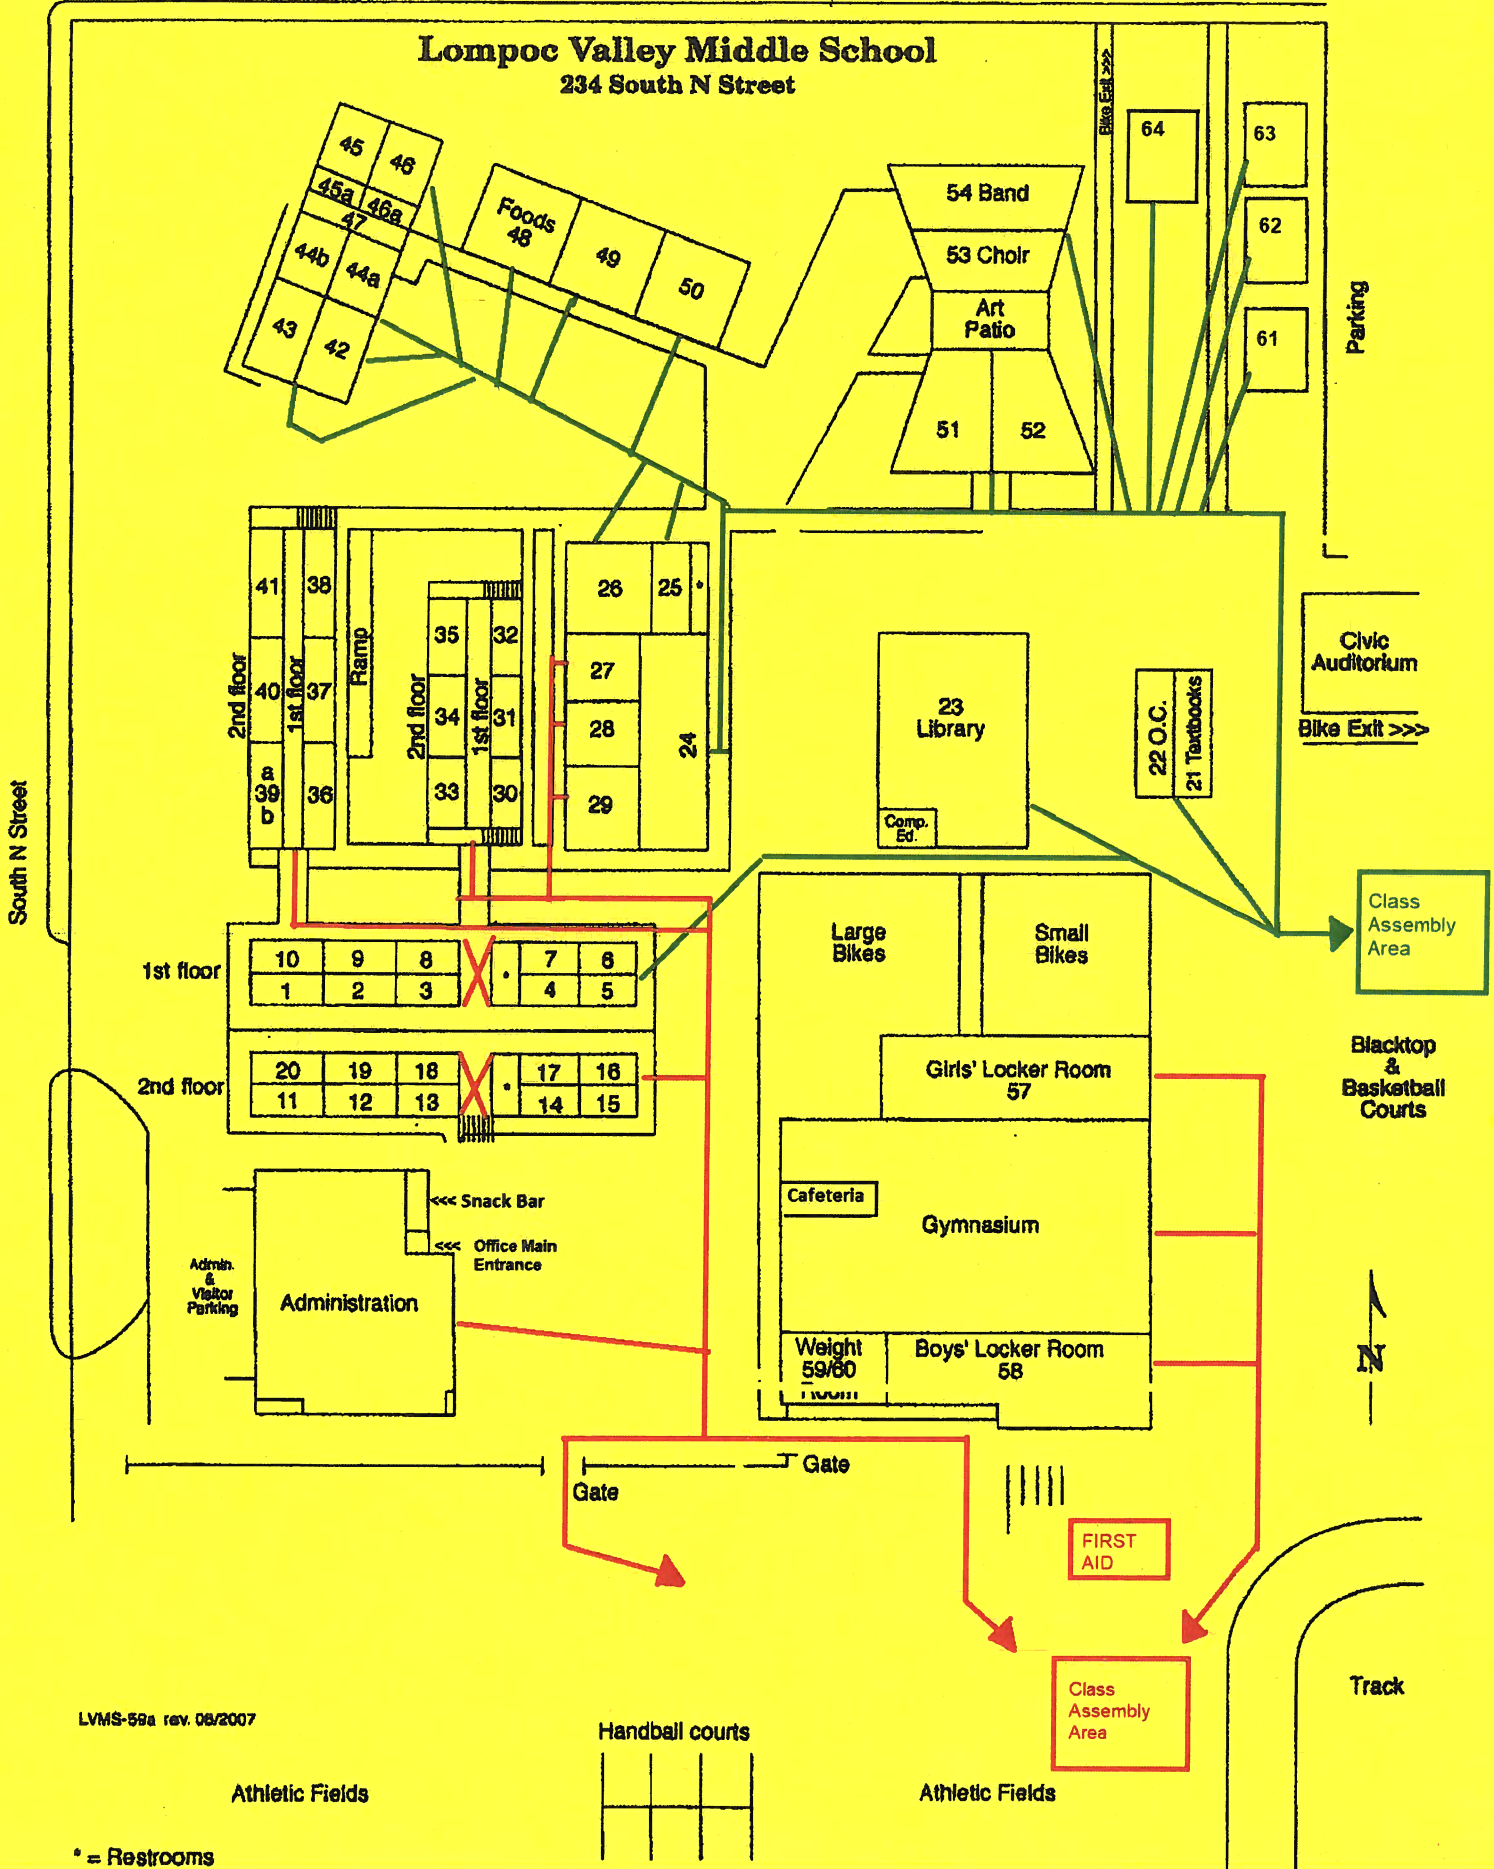 Lompoc Valley Middle School
234 South N Street
Bike Exit >>>
64
63
62
61
Parking
45
46
45a
46a
47
44b
44a
43
42
Foods
48
49
50
54 Band
53 Choir
Art
Patio
51
52
41
38
40
37
a
39
b
36
2nd floor
1st floor
Ramp
35
32
34
31
33
30
2nd floor
1st floor
26
25
*
27
28
29
24
23
Library
Comp.
Ed.
22 O.C.
21 Textbooks
Civic
Auditorium
Bike Exit >>>
South N Street
1st floor
10
9
8
*
7
6
1
2
3
4
5
2nd floor
20
19
18
*
17
16
11
12
13
14
15
Large
Bikes
Small
Bikes
Class
Assembly
Area
Girls' Locker Room
57
Blacktop
&
Basketball
Courts
<<< Snack Bar
<<< Office Main
Entrance
Admin.
&
Visitor
Parking
Administration
Cafeteria
Gymnasium
Weight
59/60
Room
Boys' Locker Room
58
N
Gate
Gate
FIRST
AID
Class
Assembly
Area
Track
LVMS-59a rev. 08/2007
Handball courts
Athletic Fields
Athletic Fields
* = Restrooms